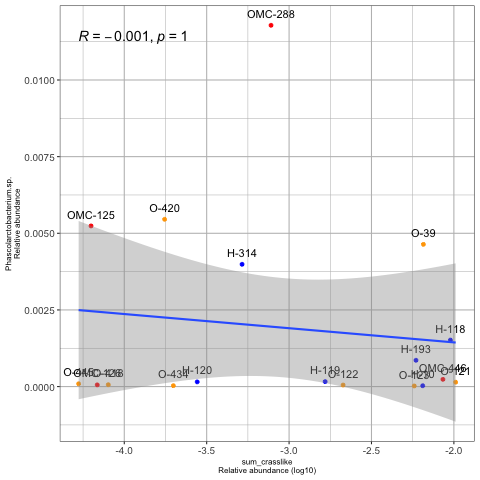 OMC-288
R = −0.001, p = 1
0.0100
0.0075
OMC-125
O-420
0.0050
O-39
H-314
0.0025
H-118
H-193
H-120
H-119
O-122
O-434
OMC-446
0.0000
-4.0
-3.5
-3.0
-2.5
-2.0
sum_crasslike
Relative abundance (log10)
Phascolarctobacterium.sp.
Relative abundance